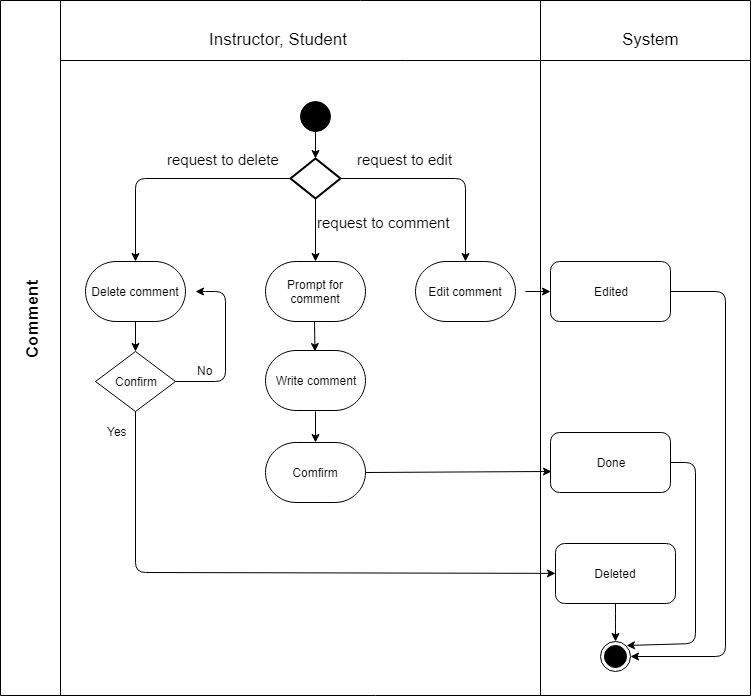 Instructor, Student
System
Comment
request to delete
request to edit
request to comment
Delete comment
Prompt for
comment
Edit comment
Edited
Confirm
No
Write comment
Yes
Comfirm
Done
Deleted